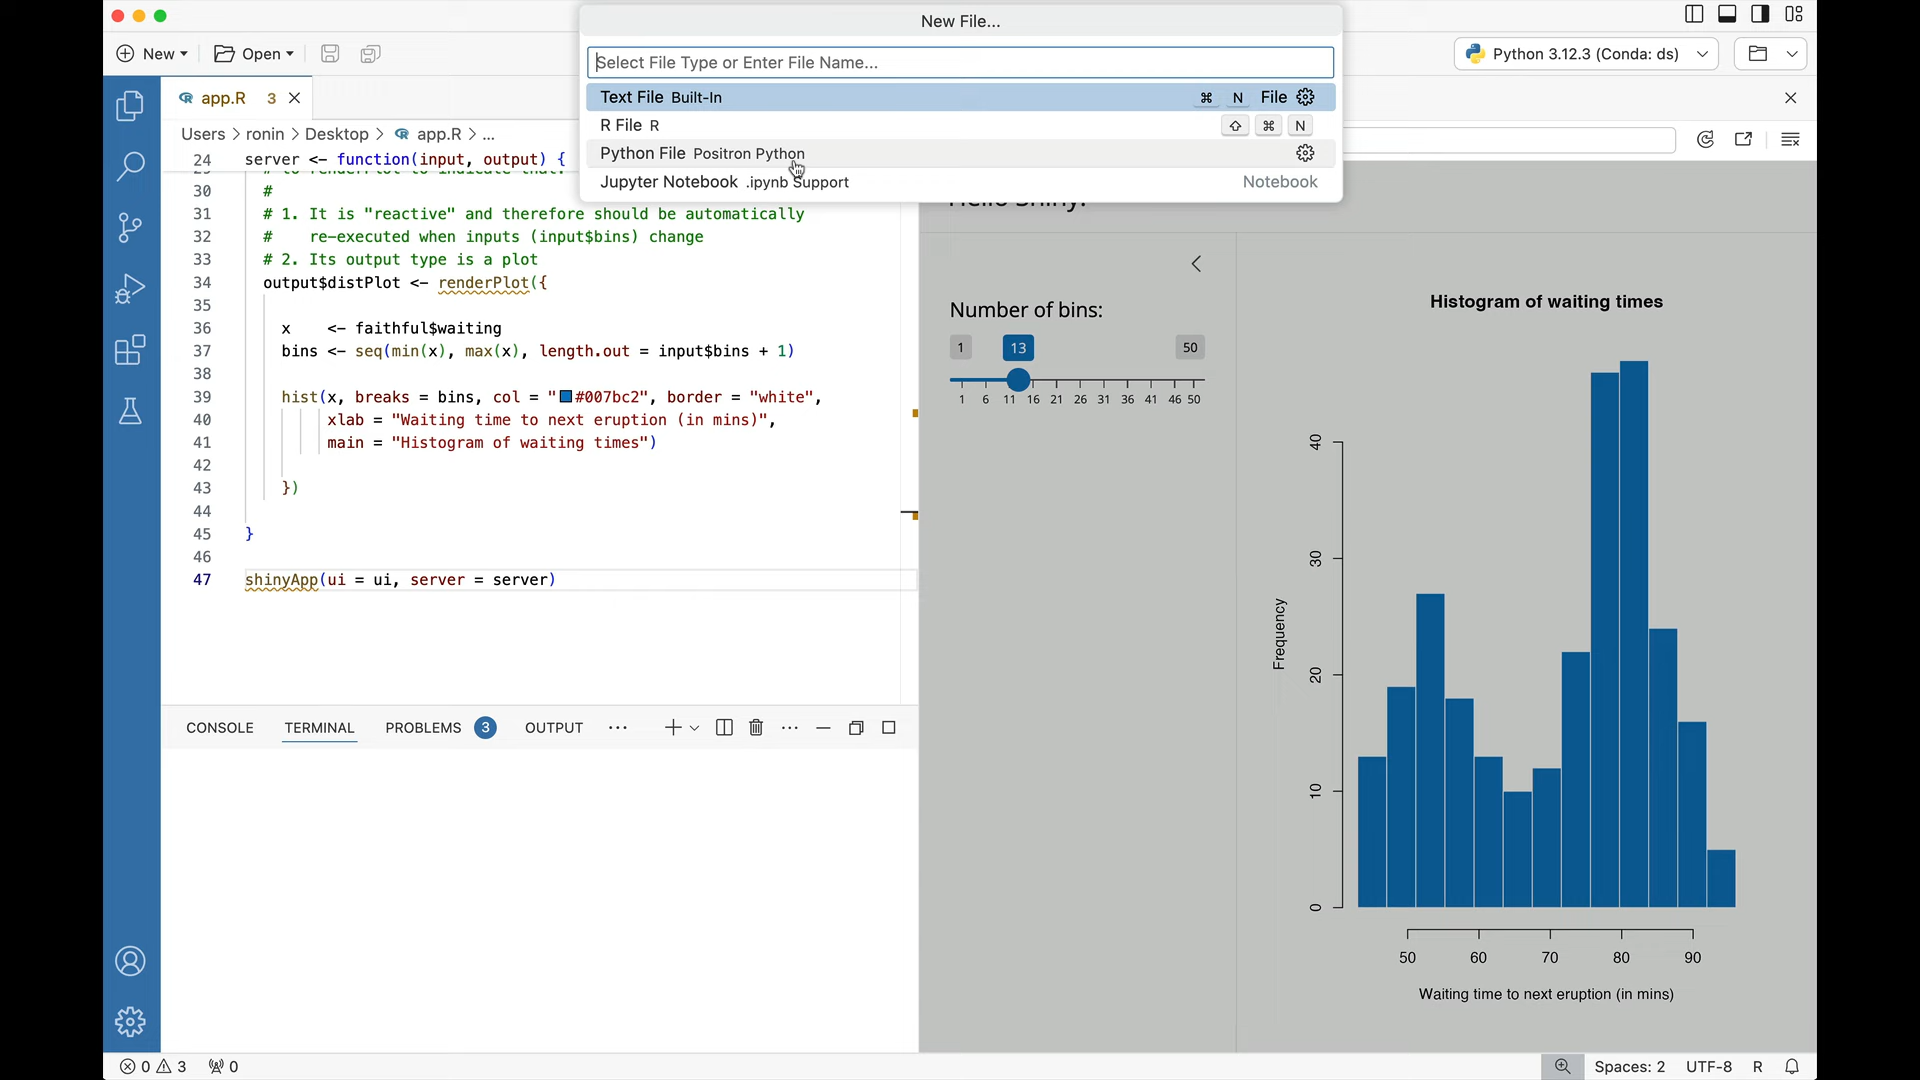 New File...
New
Open
Select File Type or Enter File Name...
Python 3.12.3 (Conda: ds)
Text File Built-In
⌘ N File
R File R
⇧ ⌘ N
Python File Positron Python
Jupyter Notebook .ipynb Support
Notebook
app.R 3
Users > ronin > Desktop > app.R > ...
24 server <- function(input, output) {
30 #
31 # 1. It is "reactive" and therefore should be automatically
32 #    re-executed when inputs (input$bins) change
33 # 2. Its output type is a plot
34 output$distPlot <- renderPlot({
35
36 x    <- faithful$waiting
37 bins <- seq(min(x), max(x), length.out = input$bins + 1)
38
39 hist(x, breaks = bins, col = "#007bc2", border = "white",
40 xlab = "Waiting time to next eruption (in mins)",
41 main = "Histogram of waiting times")
42
43 })
44
45 }
46
47 shinyApp(ui = ui, server = server)
CONSOLE TERMINAL PROBLEMS 3 OUTPUT
Hello Shiny!
Number of bins:
1 13 50
1 6 11 16 21 26 31 36 41 46 50
Histogram of waiting times
Frequency
40
30
20
10
0
50 60 70 80 90
Waiting time to next eruption (in mins)
0 3 0
Spaces: 2 UTF-8 R